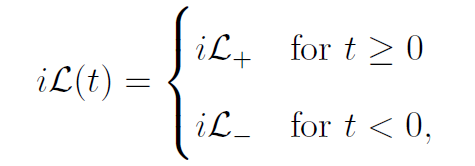 iℒ₊ for t ≥ 0
iℒ(t) = {
iℒ₋ for t < 0,